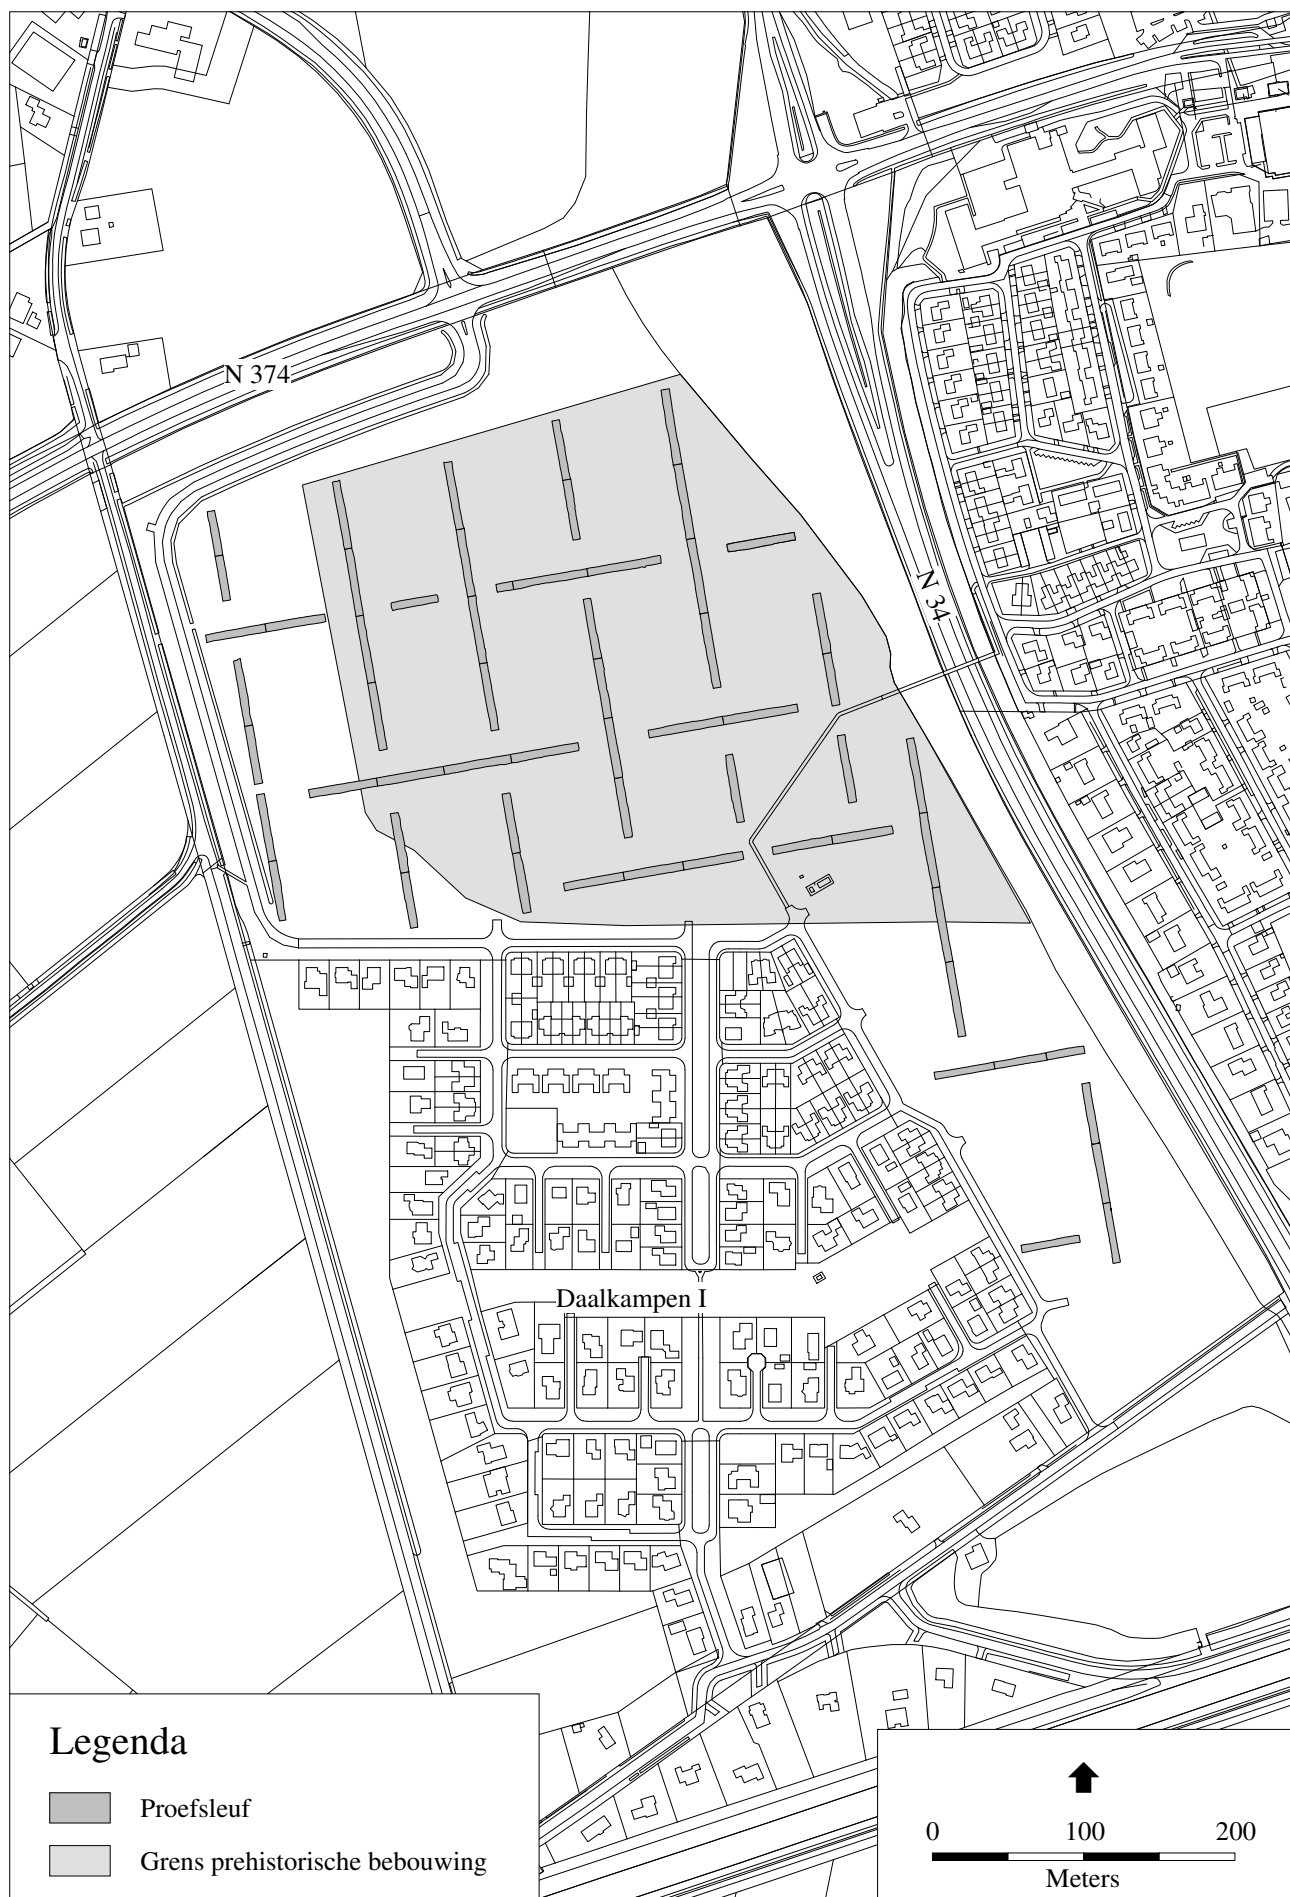 N 374
N 34
Daalkampen I
Legenda
Proefsleuf
Grens prehistorische bebouwing
0 100 200
Meters